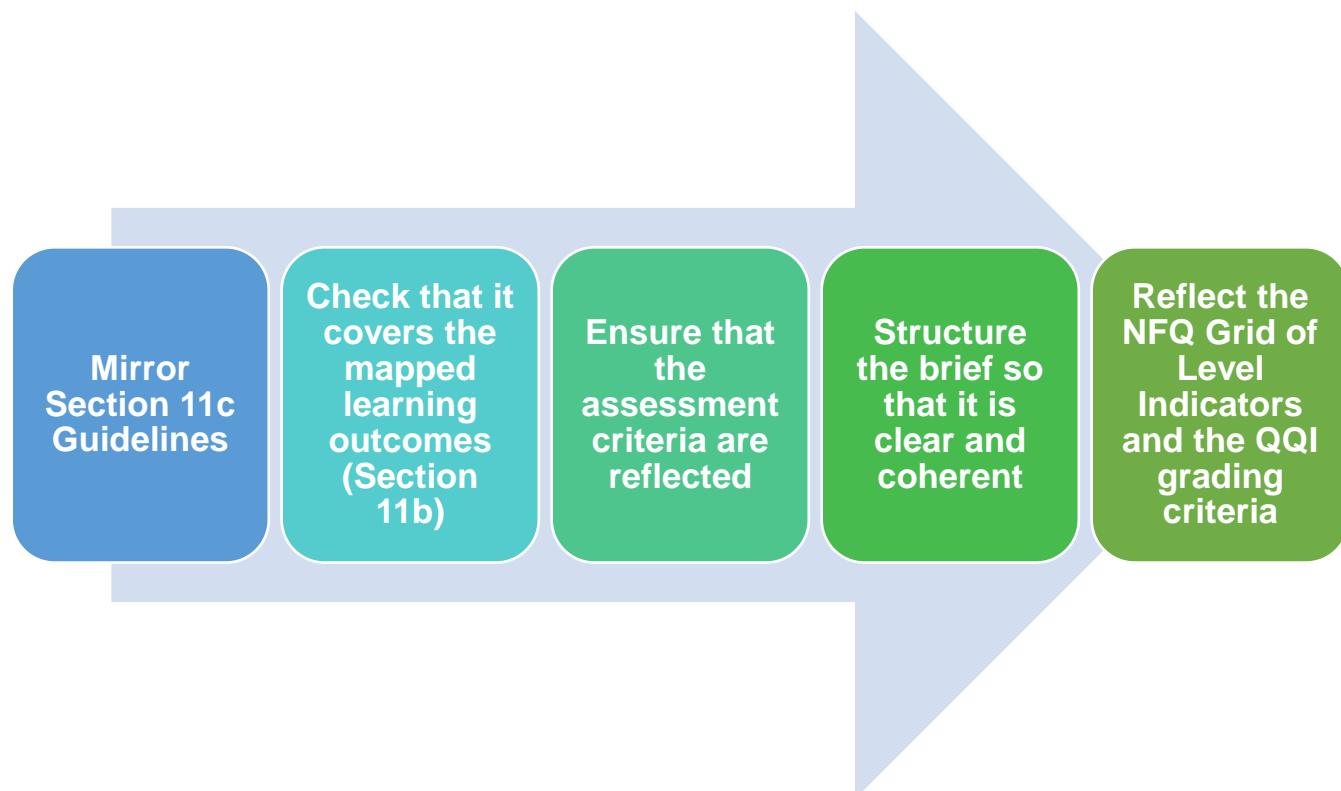 Mirror
Section 11c
Guidelines
Check that it
covers the
mapped
learning
outcomes
(Section
11b)
Ensure that
the
assessment
criteria are
reflected
Structure
the brief so
that it is
clear and
coherent
Reflect the
NFQ Grid of
Level
Indicators
and the QQI
grading
criteria